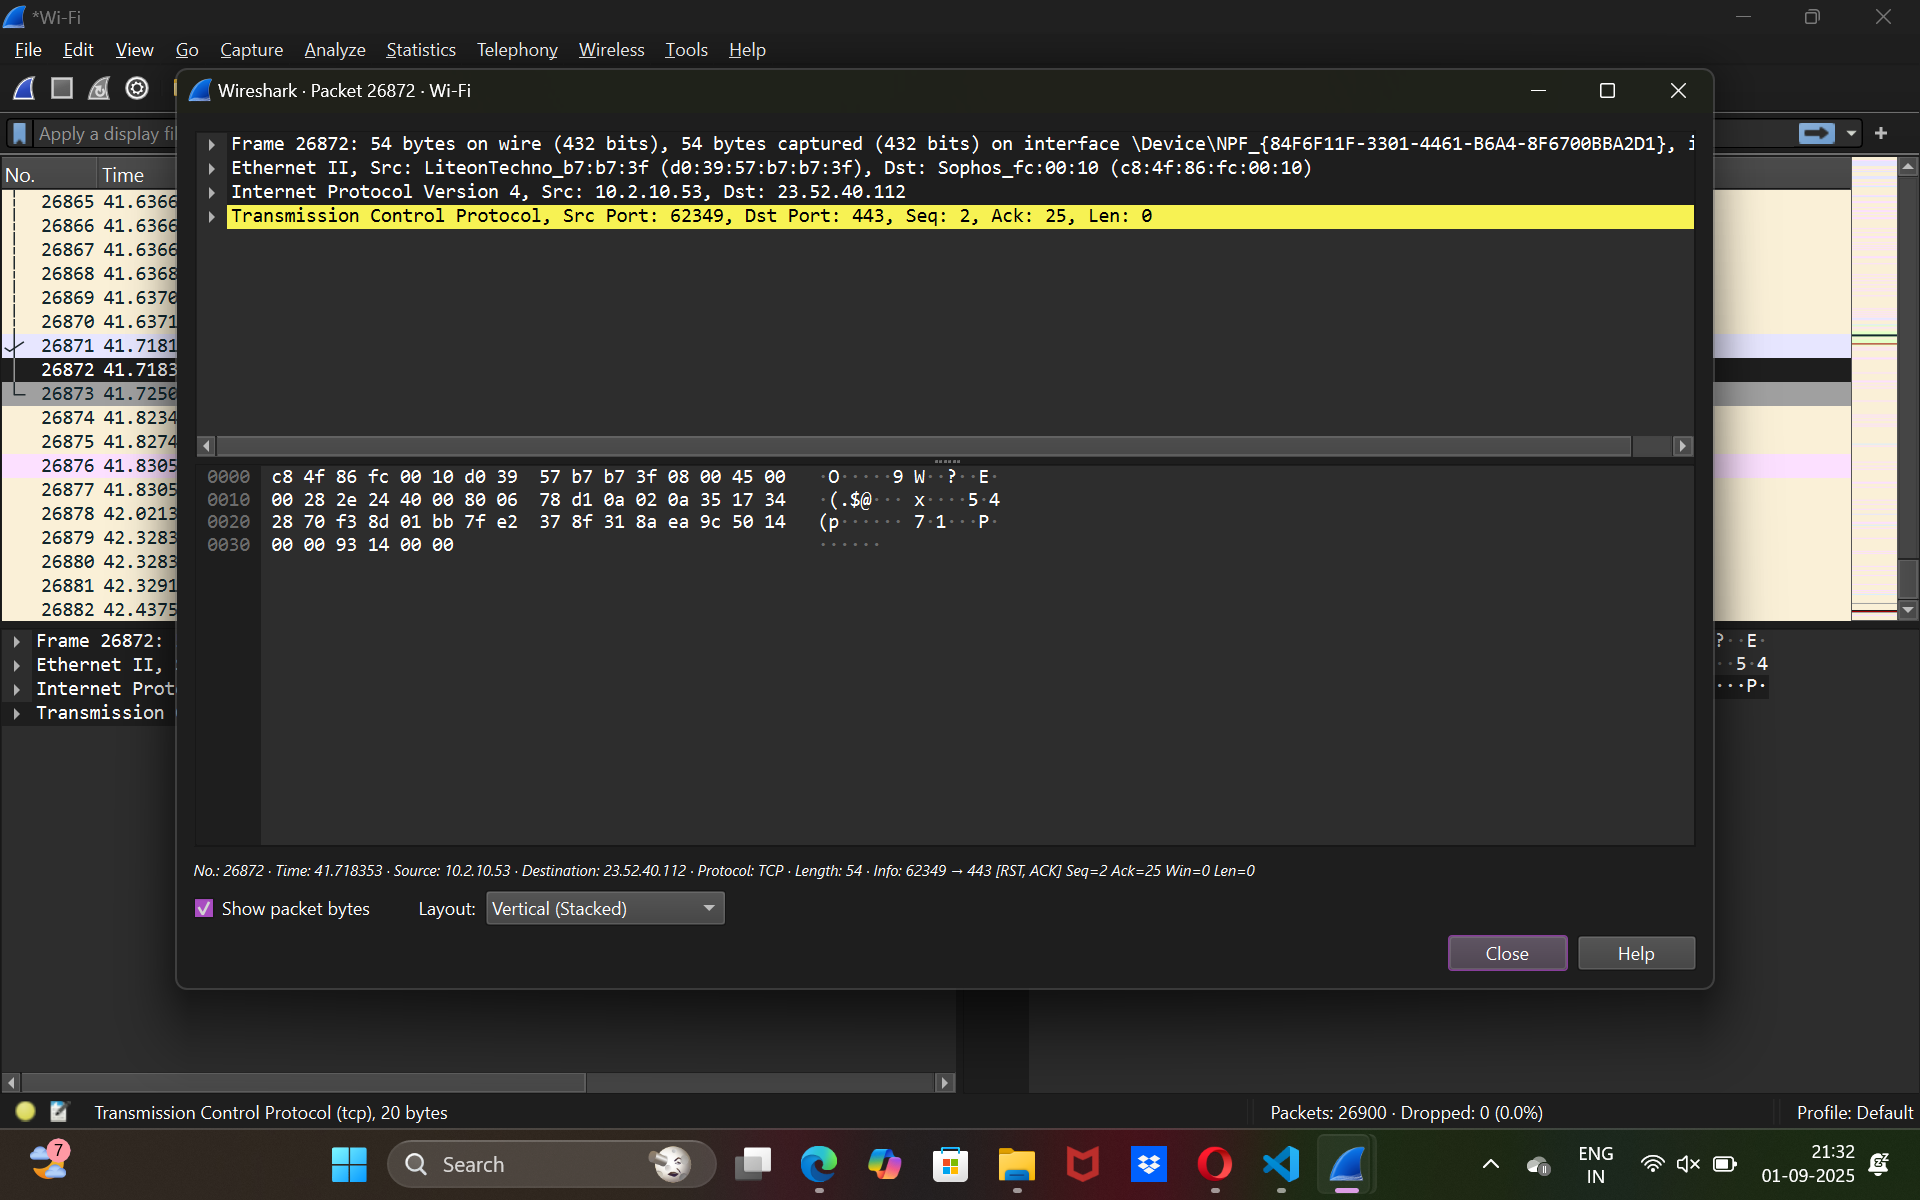 *Wi-Fi
File Edit View Go Capture Analyze Statistics Telephony Wireless Tools Help
Wireshark · Packet 26872 · Wi-Fi
Apply a display fil
Frame 26872: 54 bytes on wire (432 bits), 54 bytes captured (432 bits) on interface \Device\NPF_{84F6F11F-3301-4461-B6A4-8F6700BBA2D1}, i
Ethernet II, Src: LiteonTechno_b7:b7:3f (d0:39:57:b7:b7:3f), Dst: Sophos_fc:00:10 (c8:4f:86:fc:00:10)
Internet Protocol Version 4, Src: 10.2.10.53, Dst: 23.52.40.112
Transmission Control Protocol, Src Port: 62349, Dst Port: 443, Seq: 2, Ack: 25, Len: 0
No. Time
26865 41.6366
26866 41.6366
26867 41.6366
26868 41.6368
26869 41.6370
26870 41.6371
26871 41.7181
26872 41.7183
26873 41.7250
26874 41.8234
26875 41.8274
26876 41.8305
26877 41.8305
26878 42.0213
26879 42.3283
26880 42.3283
26881 42.3291
26882 42.4375
0000 c8 4f 86 fc 00 10 d0 39 57 b7 b7 3f 08 00 45 00 ·O·····9 W··?··E·
0010 00 28 2e 24 40 00 80 06 78 d1 0a 02 0a 35 17 34 ·(.$@··· x····5·4
0020 28 70 f3 8d 01 bb 7f e2 37 8f 31 8a ea 9c 50 14 (p······ 7·1···P·
0030 00 00 93 14 00 00 ······
Frame 26872:
Ethernet II,
Internet Prot
Transmission
?··E·
··5·4
···P·
No.: 26872 · Time: 41.718353 · Source: 10.2.10.53 · Destination: 23.52.40.112 · Protocol: TCP · Length: 54 · Info: 62349 → 443 [RST, ACK] Seq=2 Ack=25 Win=0 Len=0
Show packet bytes Layout: Vertical (Stacked)
Close Help
Transmission Control Protocol (tcp), 20 bytes Packets: 26900 · Dropped: 0 (0.0%) Profile: Default
7 Search ENG IN 21:32
01-09-2025